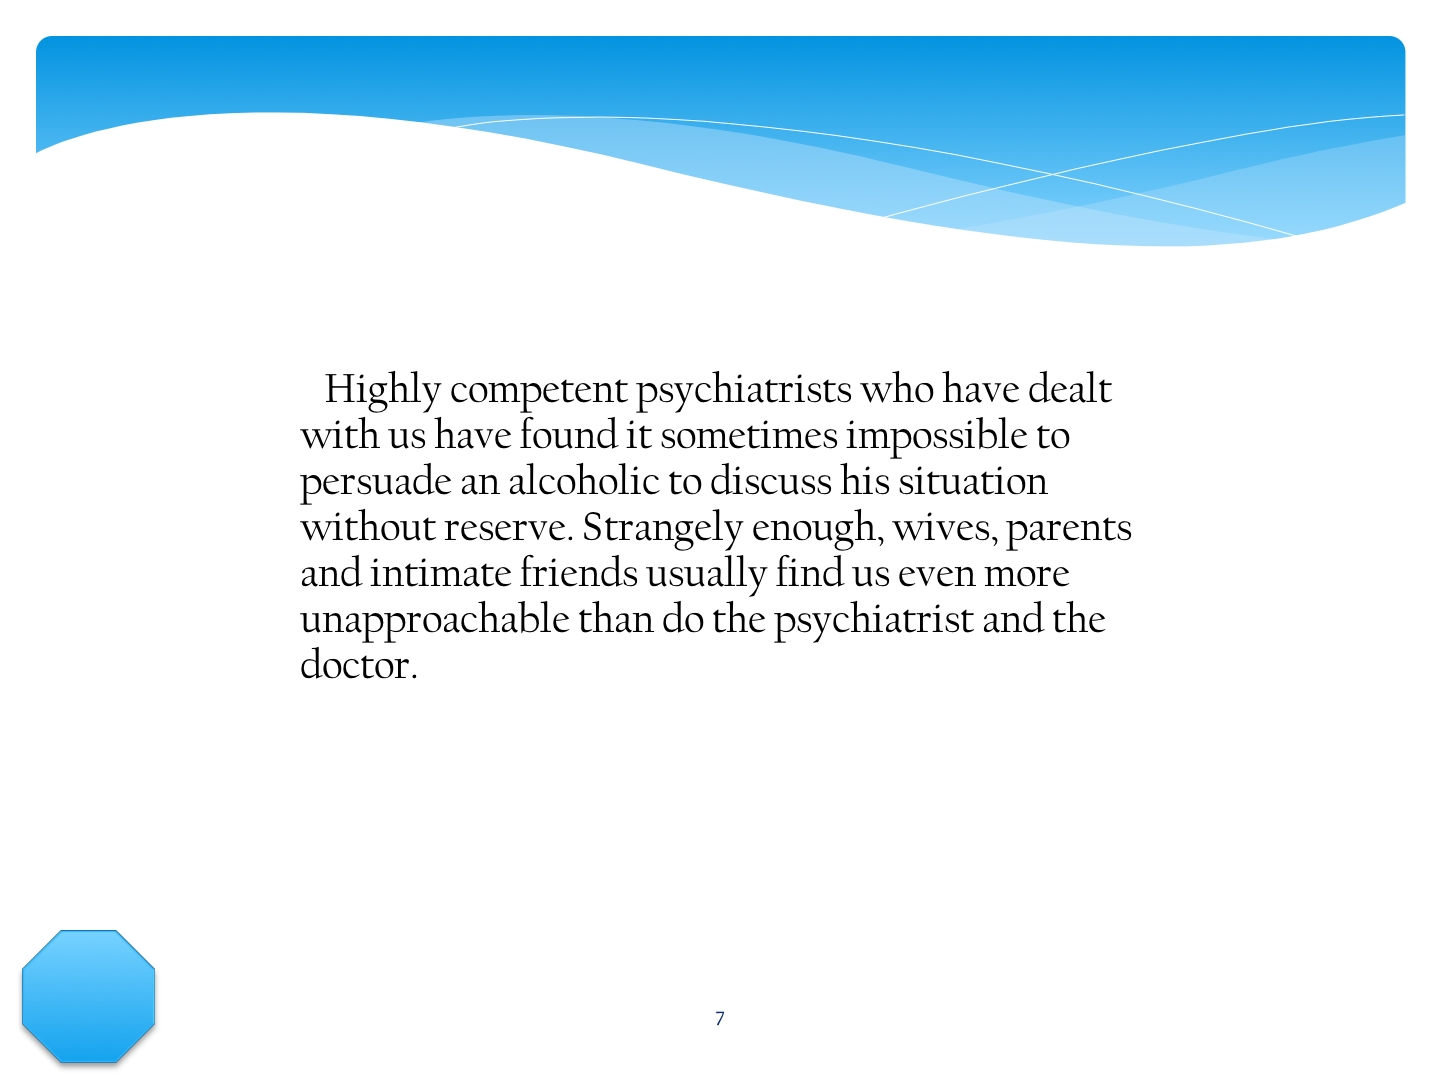 Highly competent psychiatrists who have dealt
with us have found it sometimes impossible to
persuade an alcoholic to discuss his situation
without reserve. Strangely enough, wives, parents
and intimate friends usually find us even more
unapproachable than do the psychiatrist and the
doctor.
7